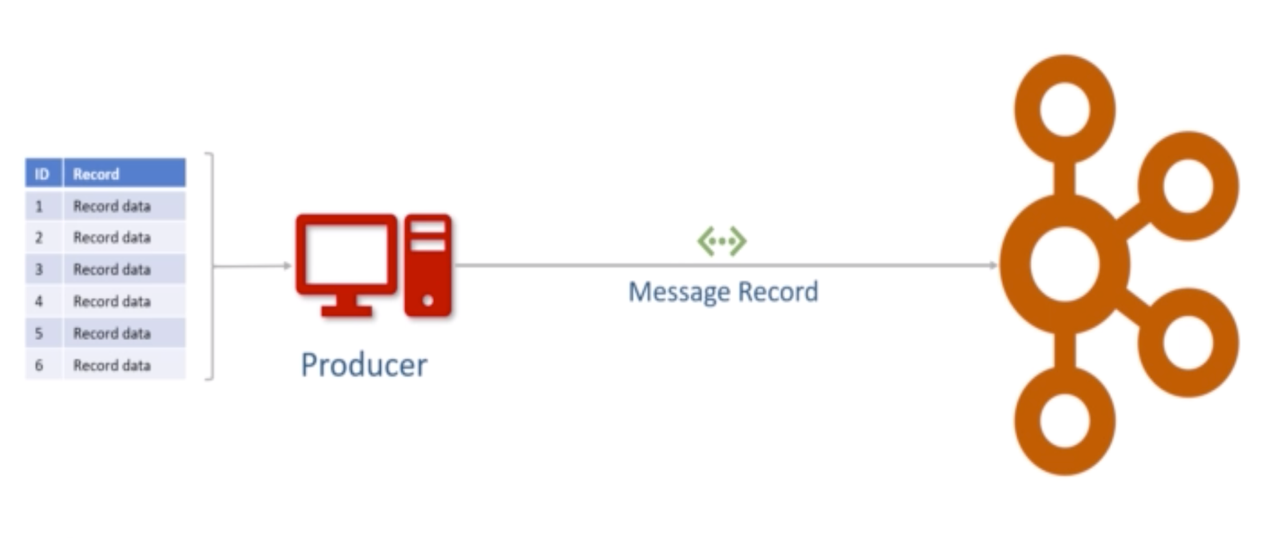 ID Record
1 Record data
2 Record data
3 Record data
4 Record data
5 Record data
6 Record data
Producer
Message Record